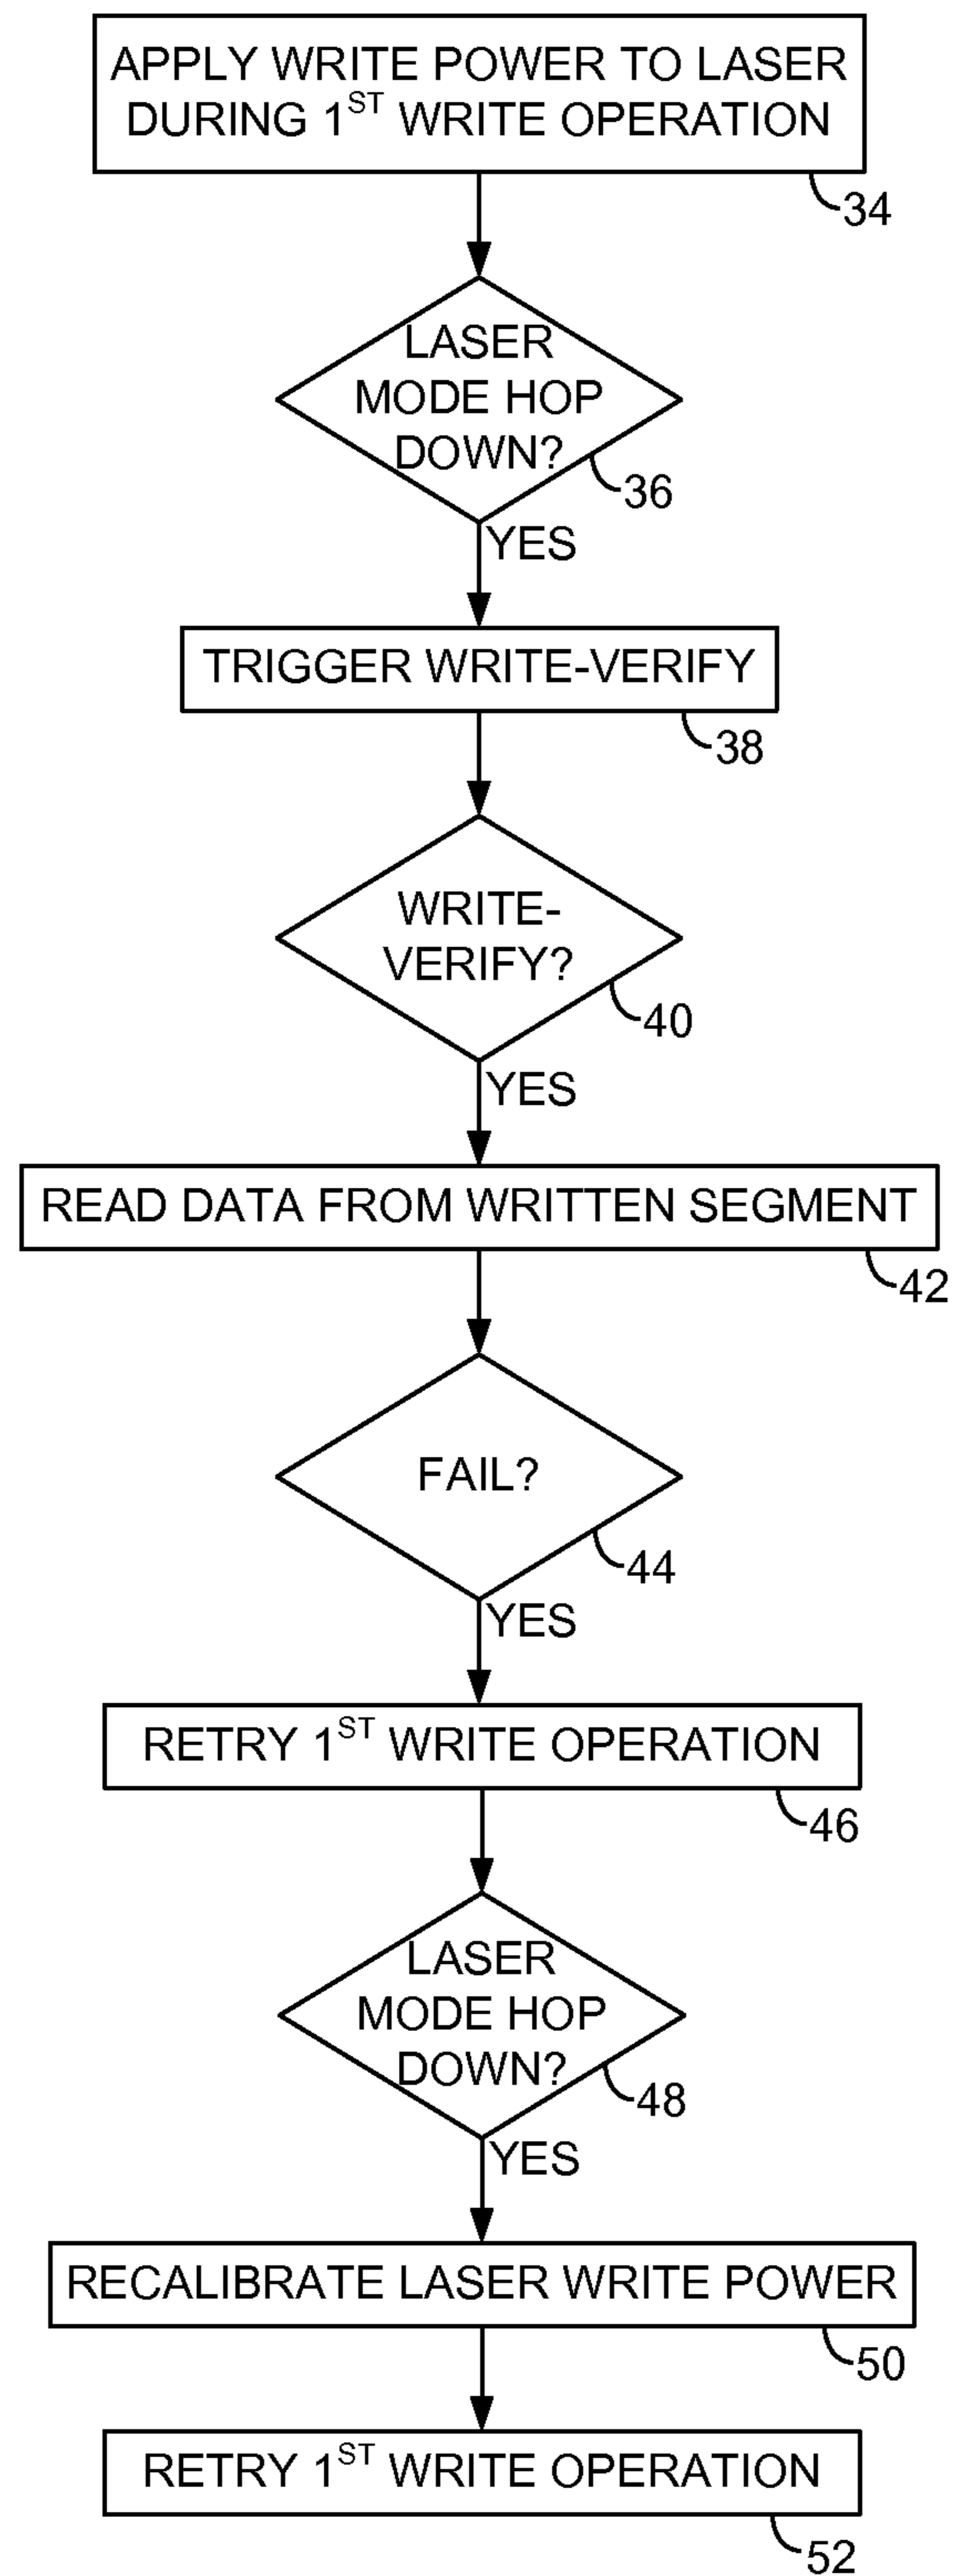 APPLY WRITE POWER TO LASER
DURING 1ST WRITE OPERATION
34
LASER
MODE HOP
DOWN?
36
YES
TRIGGER WRITE-VERIFY
38
WRITE-
VERIFY?
40
YES
READ DATA FROM WRITTEN SEGMENT
42
FAIL?
44
YES
RETRY 1ST WRITE OPERATION
46
LASER
MODE HOP
DOWN?
48
YES
RECALIBRATE LASER WRITE POWER
50
RETRY 1ST WRITE OPERATION
52